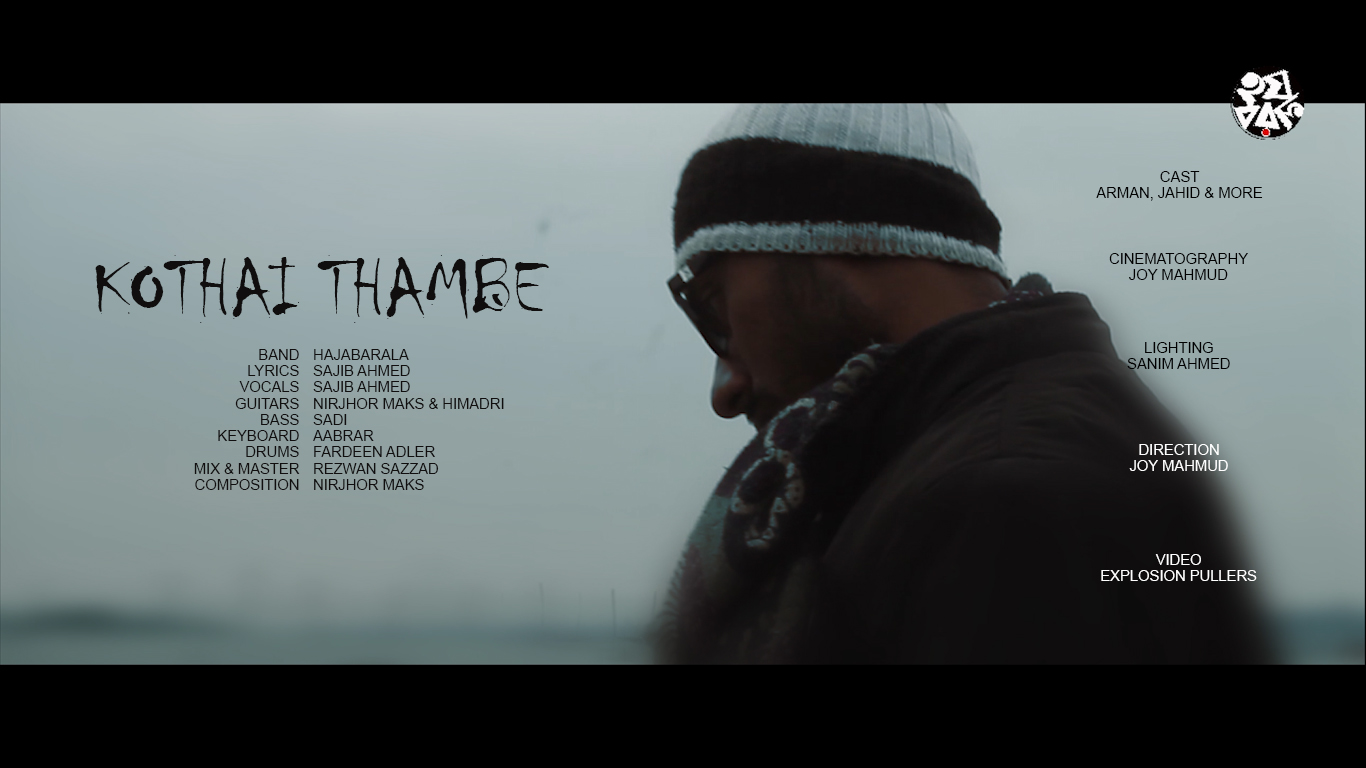 KOTHAI THAMBE
BAND HAJABARALA
LYRICS SAJIB AHMED
VOCALS SAJIB AHMED
GUITARS NIRJHOR MAKS & HIMADRI
BASS SADI
KEYBOARD AABRAR
DRUMS FARDEEN ADLER
MIX & MASTER REZWAN SAZZAD
COMPOSITION NIRJHOR MAKS
CAST
ARMAN, JAHID & MORE
CINEMATOGRAPHY
JOY MAHMUD
LIGHTING
SANIM AHMED
DIRECTION
JOY MAHMUD
VIDEO
EXPLOSION PULLERS